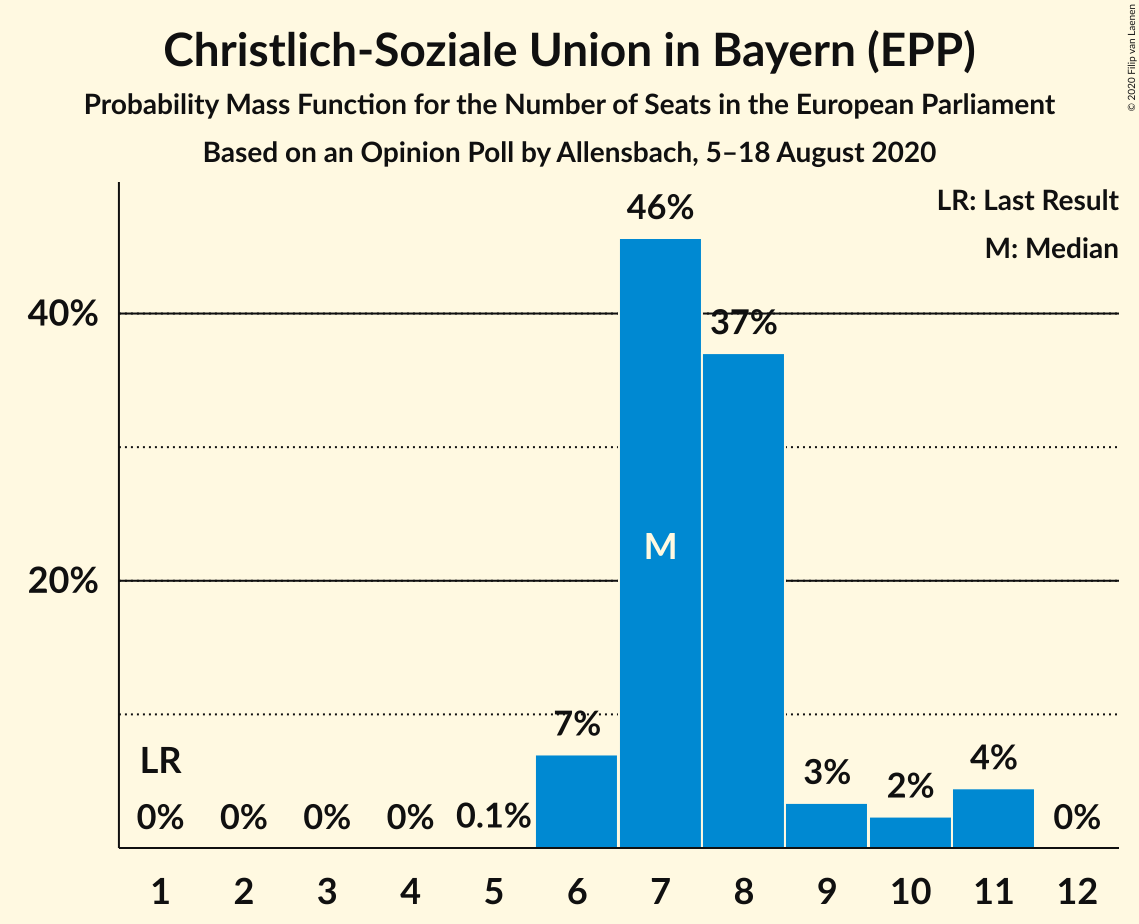 Christlich-Soziale Union in Bayern (EPP)
Probability Mass Function for the Number of Seats in the European Parliament
Based on an Opinion Poll by Allensbach, 5–18 August 2020
© 2020 Filip van Laenen
LR: Last Result
M: Median
46%
40%
37%
M
20%
7%
LR
3%
2%
4%
0%
0%
0%
0%
0.1%
0%
1 2 3 4 5 6 7 8 9 10 11 12